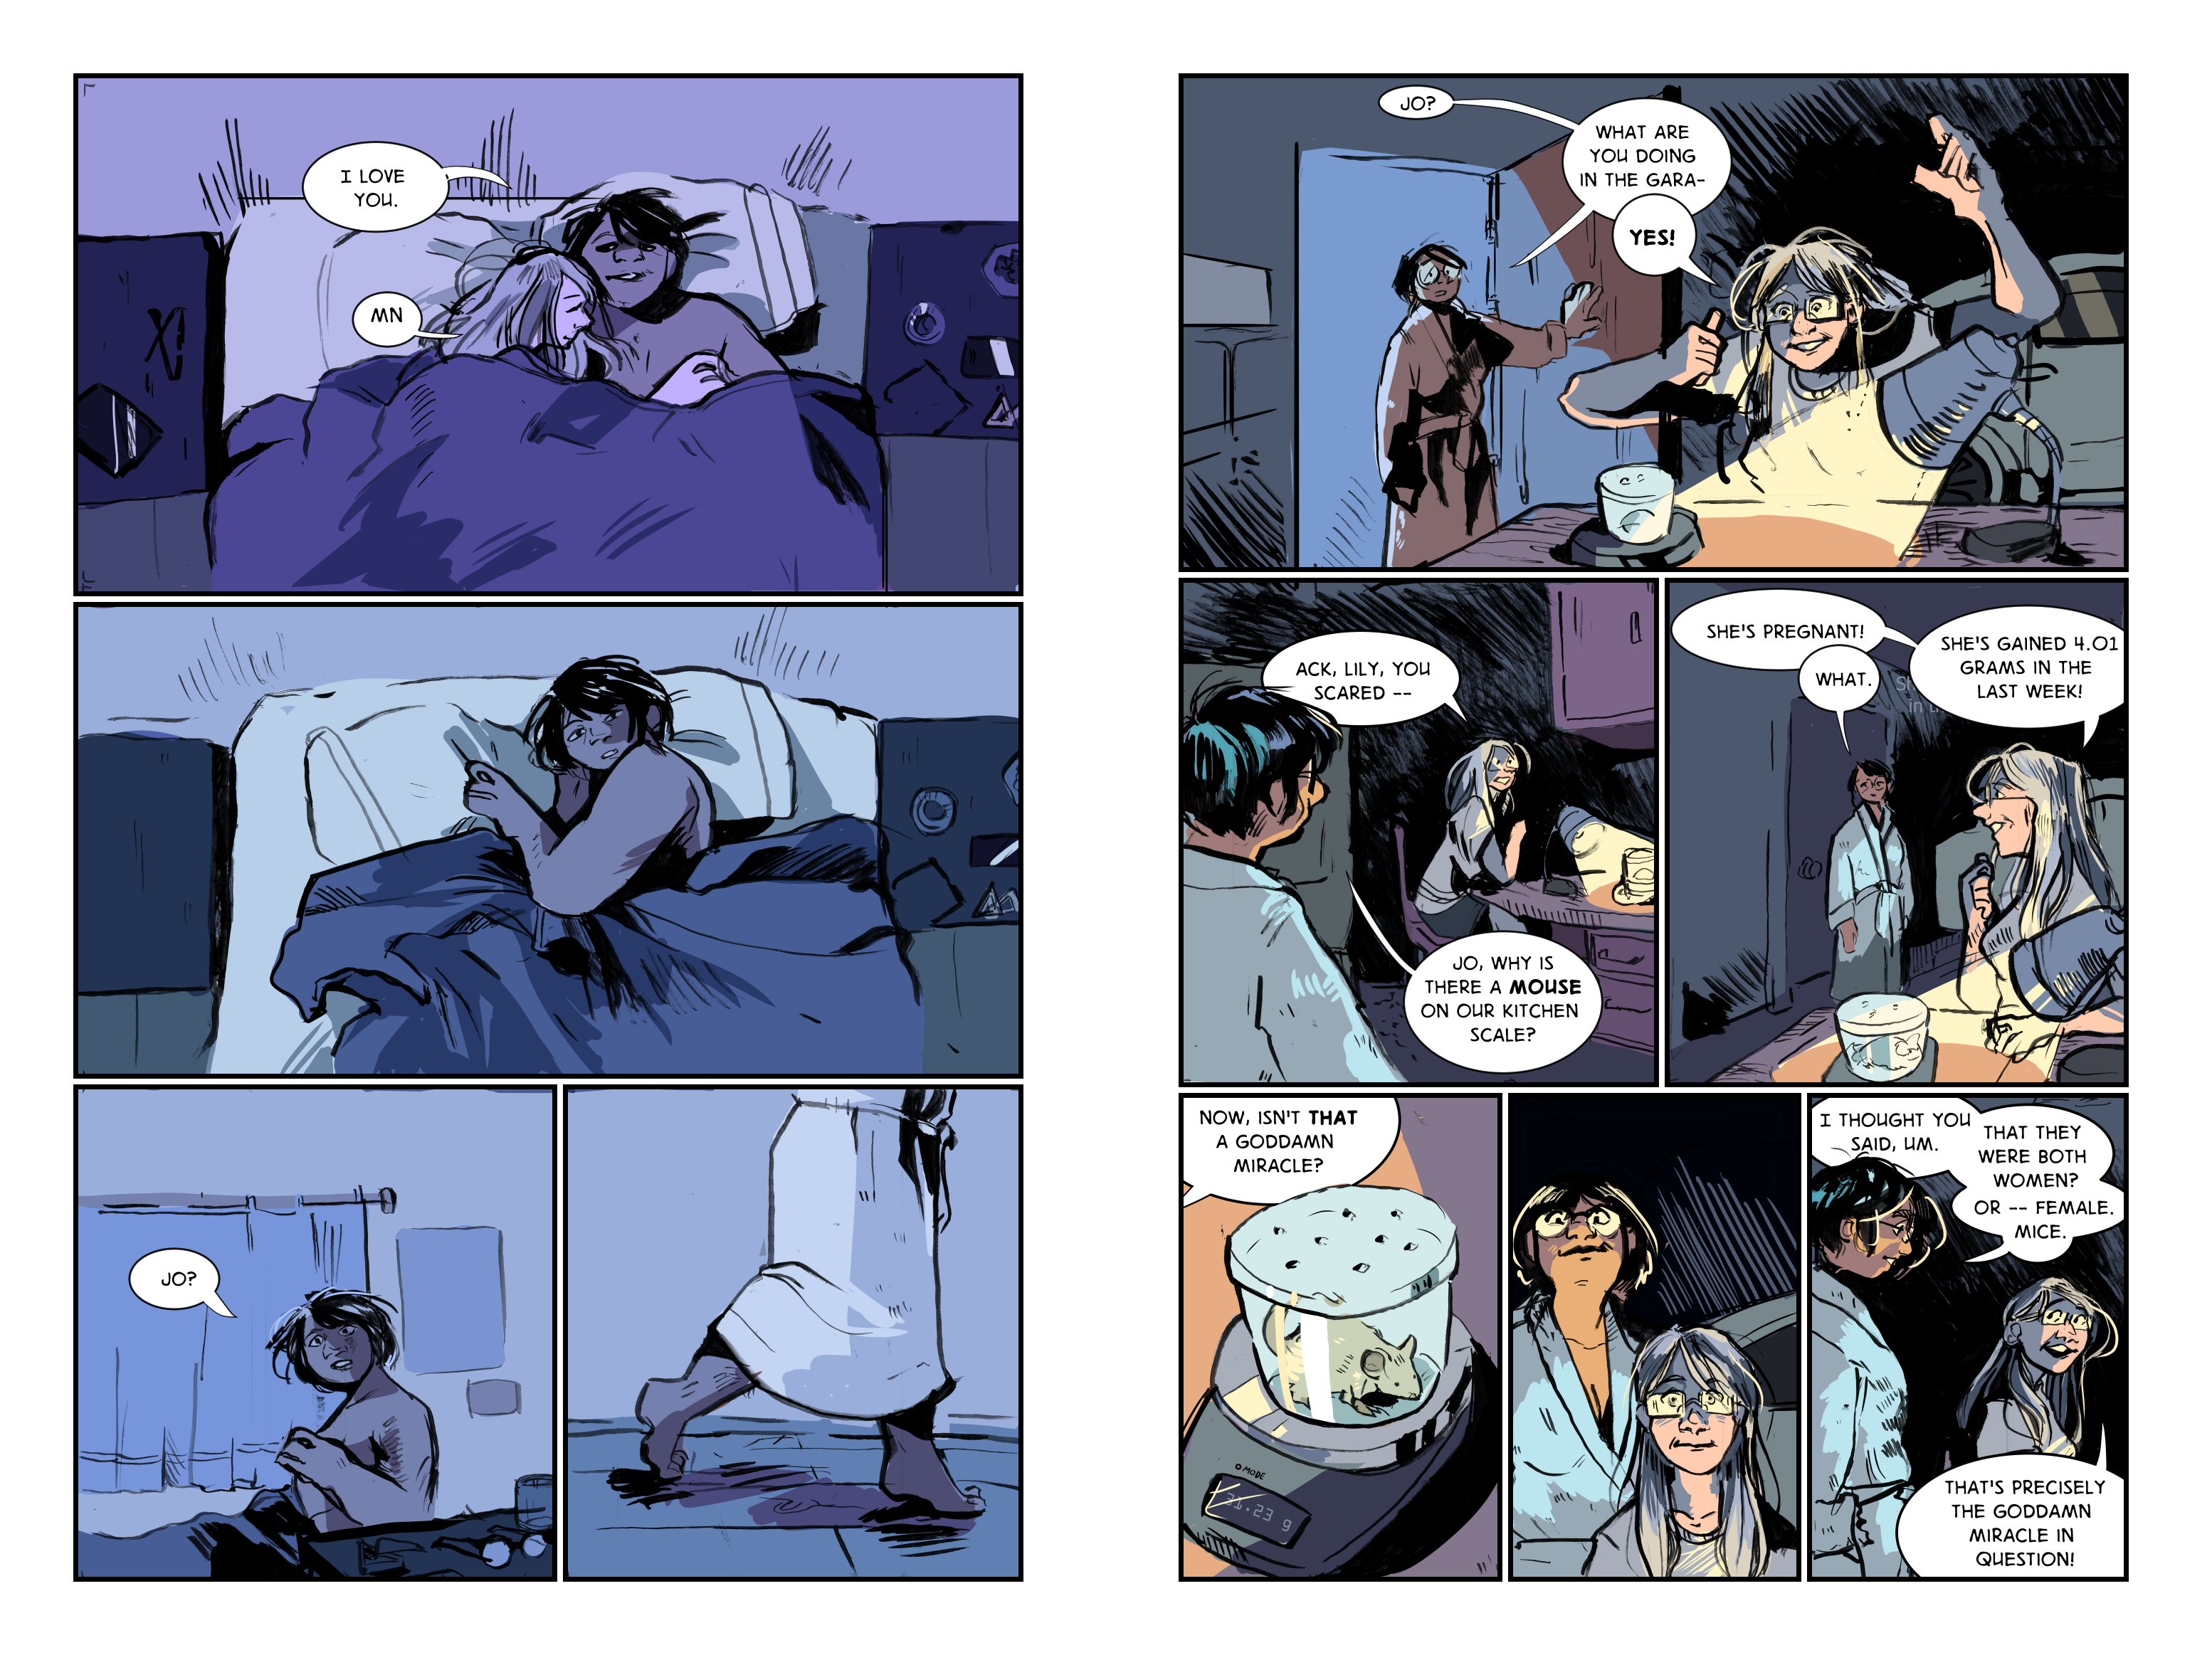 I LOVE
YOU.
MN
JO?
JO?
WHAT ARE
YOU DOING
IN THE GARA-
YES!
ACK, LILY, YOU
SCARED --
JO, WHY IS
THERE A MOUSE
ON OUR KITCHEN
SCALE?
SHE'S PREGNANT!
WHAT.
SHE'S GAINED 4.01
GRAMS IN THE
LAST WEEK!
NOW, ISN'T THAT
A GODDAMN
MIRACLE?
MODE
31.23 g
I THOUGHT YOU
SAID, UM.
THAT THEY
WERE BOTH
WOMEN?
OR -- FEMALE.
MICE.
THAT'S PRECISELY
THE GODDAMN
MIRACLE IN
QUESTION!